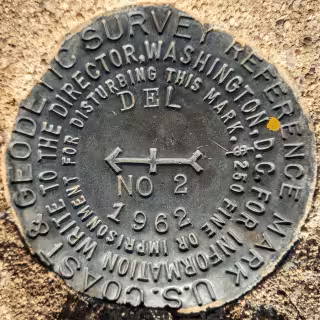 U.S. COAST & GEODETIC SURVEY REFERENCE MARK
WRITE TO THE DIRECTOR, WASHINGTON, D.C. FOR INFORMATION
$250 FINE OR IMPRISONMENT FOR DISTURBING THIS MARK.
DEL
NO 2
1962